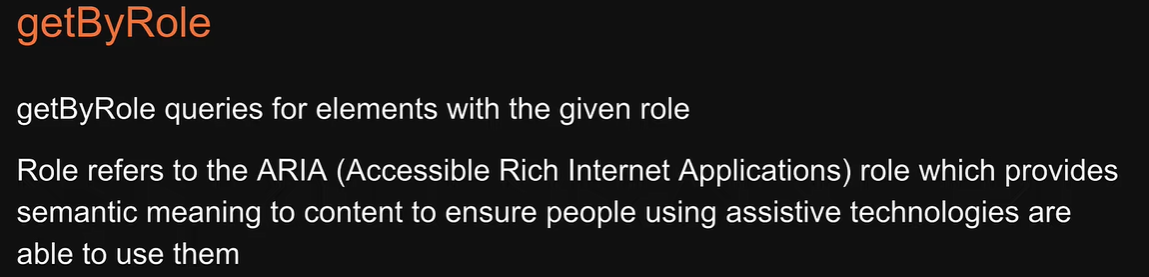 getByRole
getByRole queries for elements with the given role
Role refers to the ARIA (Accessible Rich Internet Applications) role which provides
semantic meaning to content to ensure people using assistive technologies are
able to use them